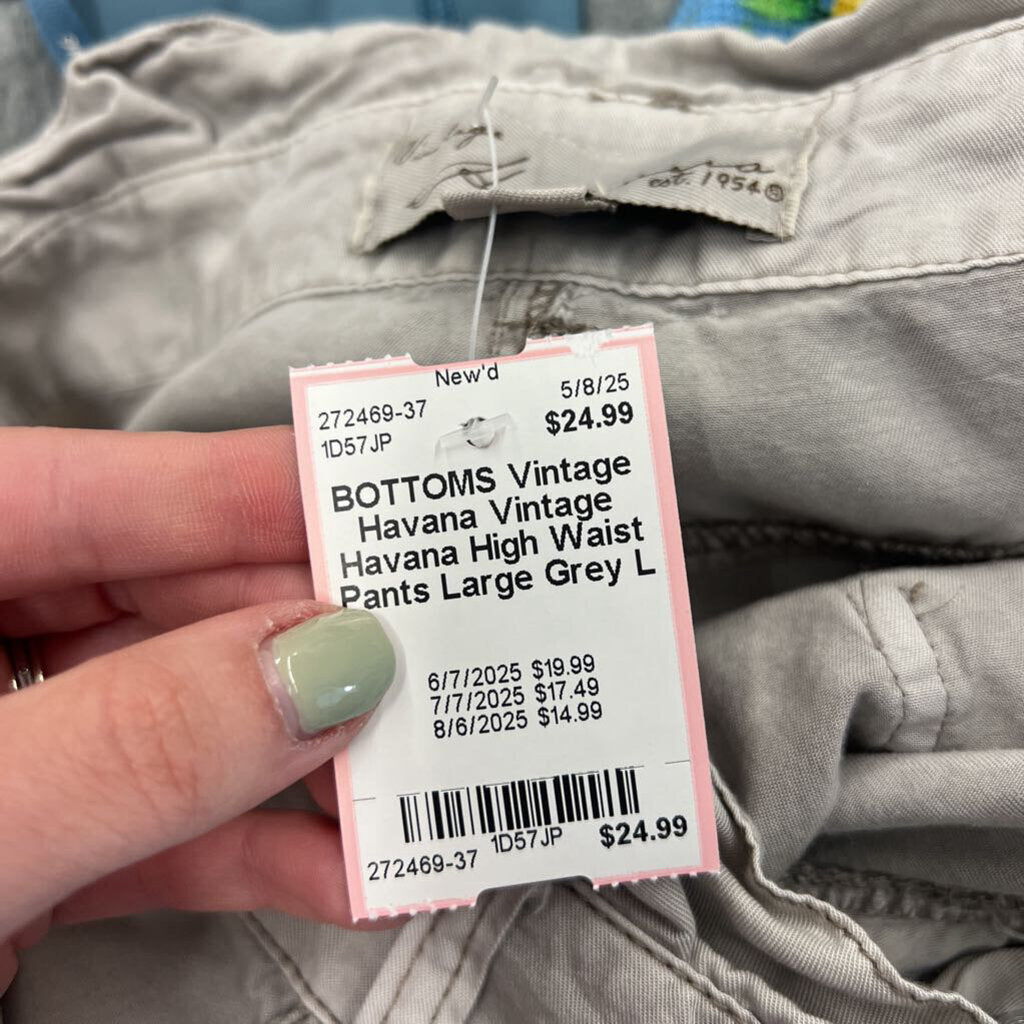 est. 1954®
New'd
272469-37
5/8/25
1D57JP
$24.99
BOTTOMS Vintage
Havana Vintage
Havana High Waist
Pants Large Grey L
6/7/2025 $19.99
7/7/2025 $17.49
8/6/2025 $14.99
272469-37 1D57JP $24.99